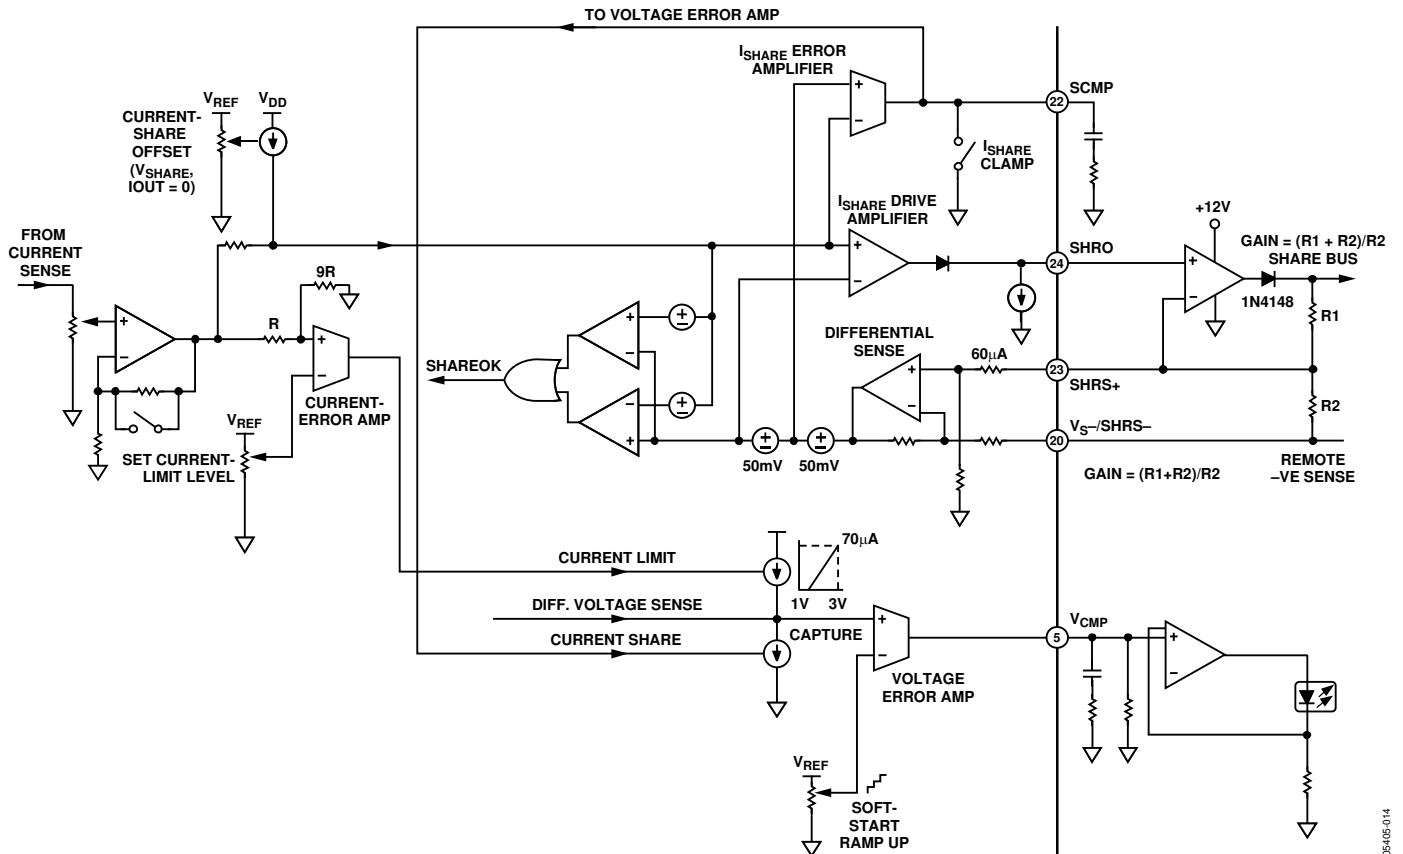 TO VOLTAGE ERROR AMP
ISHARE ERROR
AMPLIFIER
SCMP
22
VREF
VDD
CURRENT-
SHARE
OFFSET
(VSHARE,
IOUT = 0)
+
–
ISHARE
CLAMP
ISHARE DRIVE
AMPLIFIER
+12V
FROM
CURRENT
SENSE
SHRO
24
GAIN = (R1 + R2)/R2
SHARE BUS
1N4148
+
–
+
–
9R
R
+
–
+
–
+
–
–
+
±
±
R1
DIFFERENTIAL
SENSE
60µA
+
–
SHAREOK
23
SHRS+
CURRENT-
ERROR AMP
R2
VREF
VS–/SHRS–
20
±
±
50mV
50mV
SET CURRENT-
LIMIT LEVEL
REMOTE
–VE SENSE
GAIN = (R1+R2)/R2
CURRENT LIMIT
70µA
1V
3V
DIFF. VOLTAGE SENSE
CURRENT SHARE
CAPTURE
+
–
VCMP
5
+
–
VOLTAGE
ERROR AMP
VREF
SOFT-
START
RAMP UP
05405-014